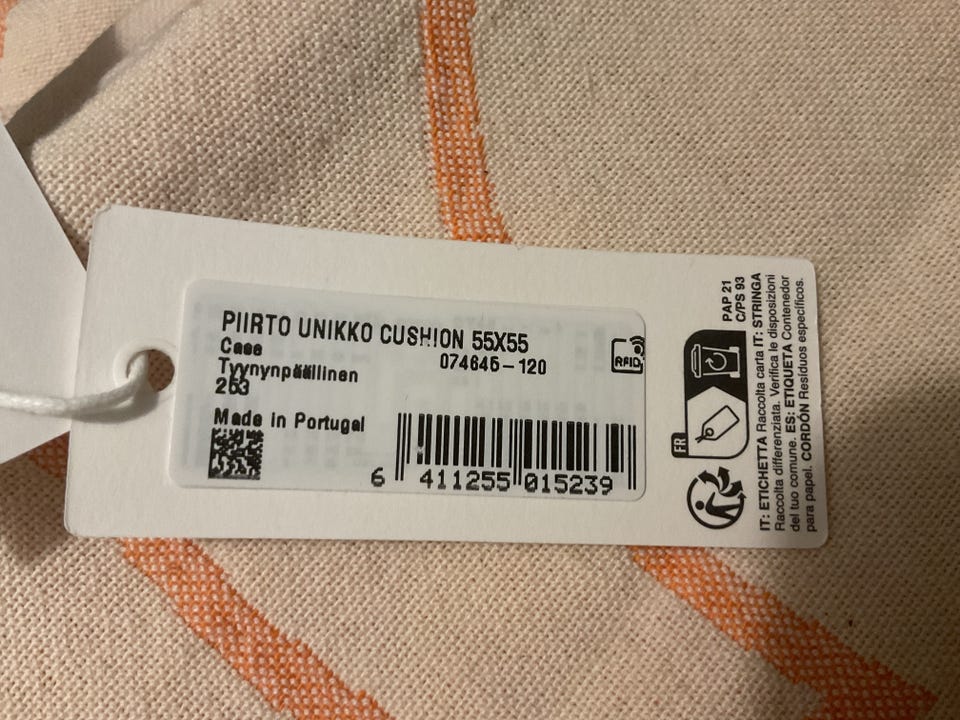 PIIRTO UNIKKO CUSHION 55X55
Case
074645-120
Tyynynpäällinen
253
Made in Portugal
6 411255 015239
RFID
PAP 21
C/PS 93
FR
IT: ETICHETTA Raccolta carta IT: STRINGA
Raccolta differenziata. Verifica le disposizioni
del tuo comune. ES: ETIQUETA Contenedor
para papel. CORDÓN Residuos específicos.